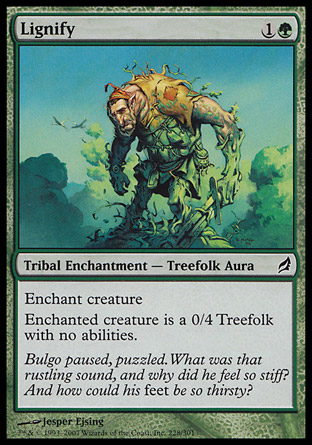 Lignify 1
Tribal Enchantment — Treefolk Aura
Enchant creature
Enchanted creature is a 0/4 Treefolk
with no abilities.
Bulgo paused, puzzled. What was that
rustling sound, and why did he feel so stiff?
And how could his feet be so thirsty?
Jesper Ejsing
™ & © 1993–2007 Wizards of the Coast, Inc. 228/301